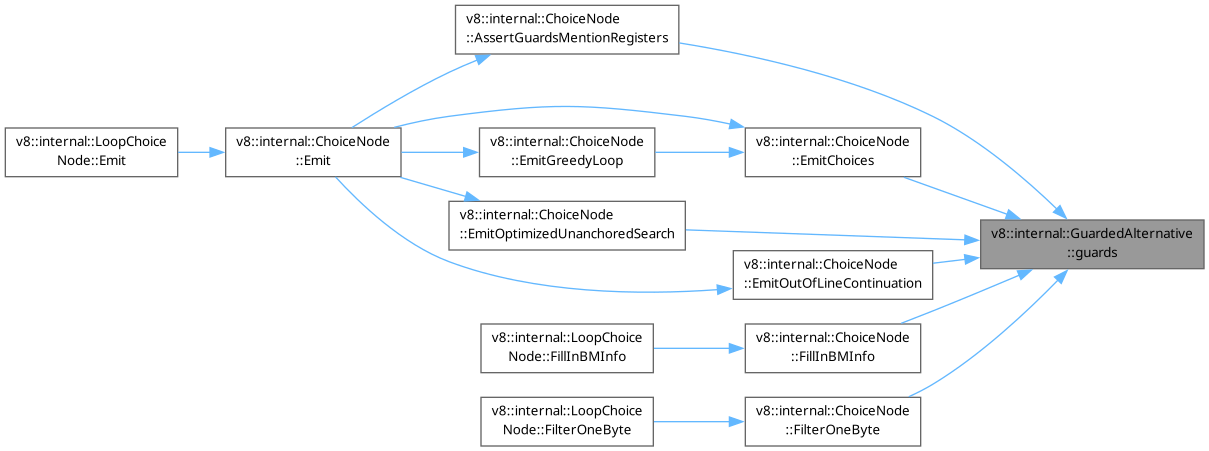 v8::internal::ChoiceNode
::AssertGuardsMentionRegisters
v8::internal::LoopChoice
Node::Emit
v8::internal::ChoiceNode
::Emit
v8::internal::ChoiceNode
::EmitGreedyLoop
v8::internal::ChoiceNode
::EmitChoices
v8::internal::ChoiceNode
::EmitOptimizedUnanchoredSearch
v8::internal::GuardedAlternative
::guards
v8::internal::ChoiceNode
::EmitOutOfLineContinuation
v8::internal::LoopChoice
Node::FillInBMInfo
v8::internal::ChoiceNode
::FillInBMInfo
v8::internal::LoopChoice
Node::FilterOneByte
v8::internal::ChoiceNode
::FilterOneByte